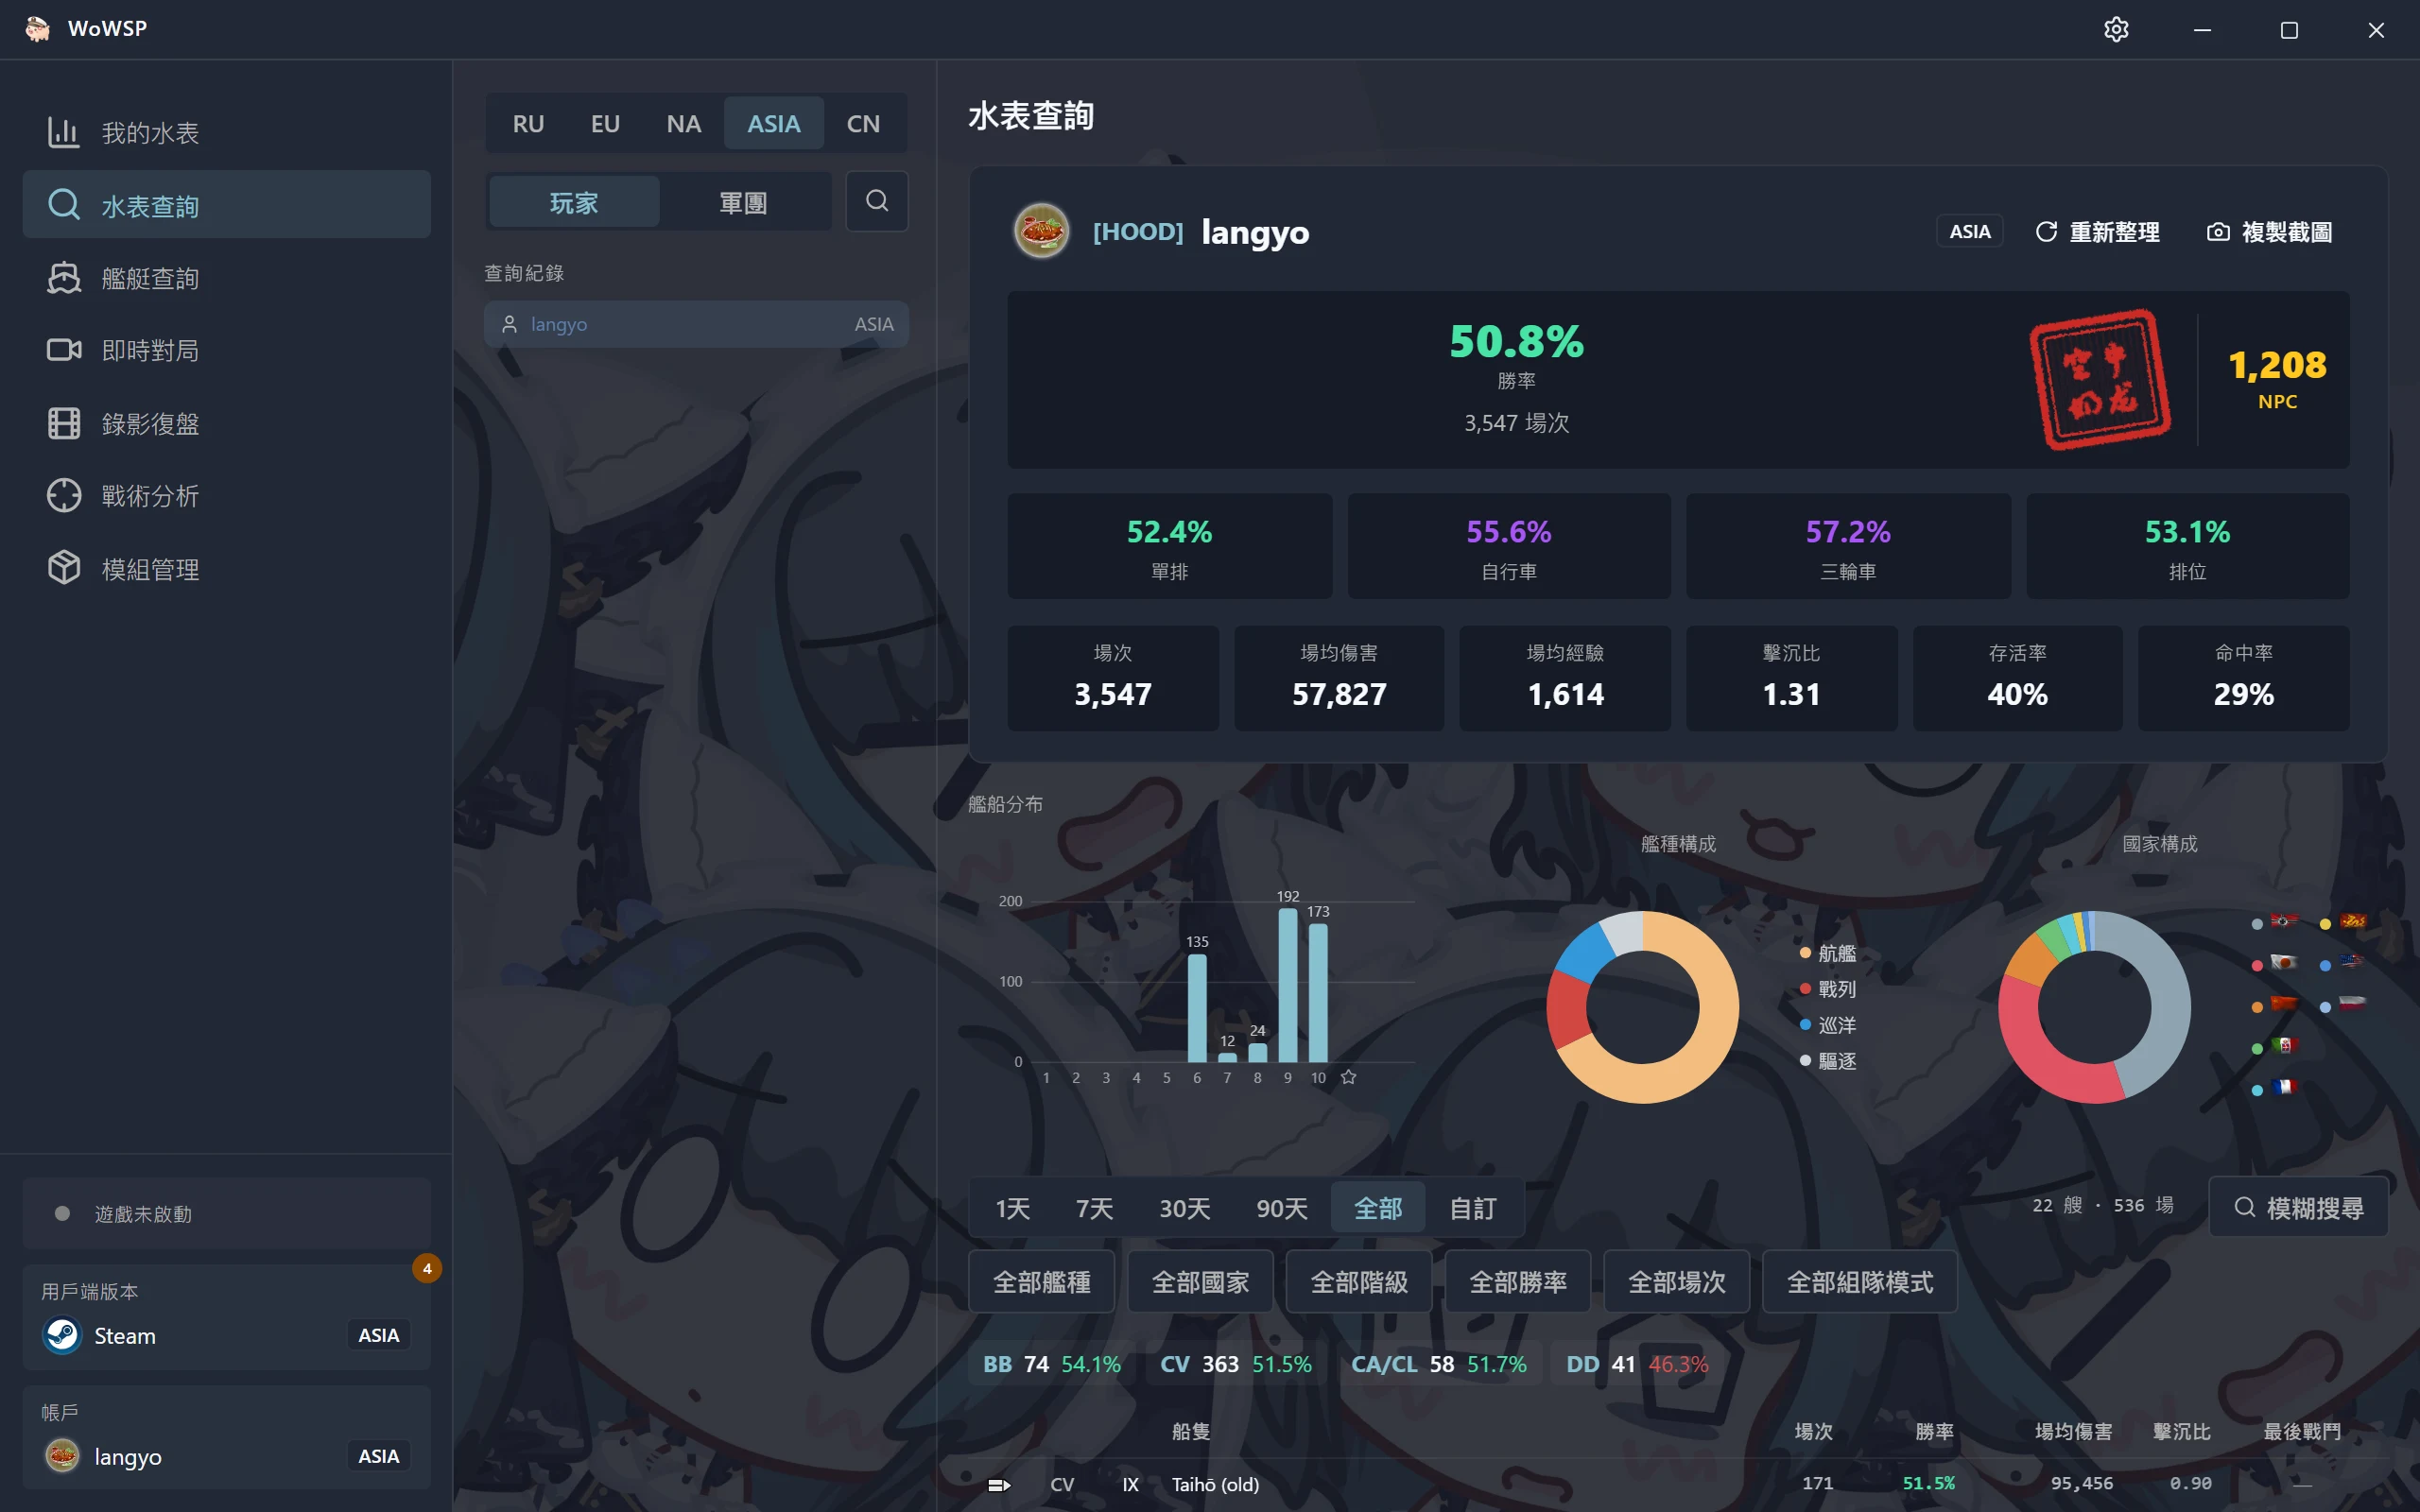 WoWSP
我的水表
水表查詢
艦艇查詢
即時對局
錄影復盤
戰術分析
模組管理
遊戲未啟動
4
用戶端版本
Steam ASIA
帳戶
langyo ASIA
RU EU NA ASIA CN
玩家 軍團
查詢紀錄
langyo ASIA
水表查詢
[HOOD] langyo
ASIA 重新整理 複製截圖
50.8%
勝率
3,547 場次
空中
奶龙
1,208
NPC
52.4% 55.6% 57.2% 53.1%
單排 自行車 三輪車 排位
場次 場均傷害 場均經驗 擊沉比 存活率 命中率
3,547 57,827 1,614 1.31 40% 29%
艦船分布
200
100
0
135 12 24 192 173
1 2 3 4 5 6 7 8 9 10
艦種構成
航艦
戰列
巡洋
驅逐
國家構成
1天 7天 30天 90天 全部 自訂
22 艘 · 536 場
模糊搜尋
全部艦種 全部國家 全部階級 全部勝率 全部場次 全部組隊模式
BB 74 54.1% CV 363 51.5% CA/CL 58 51.7% DD 41 46.3%
船隻 場次 勝率 場均傷害 擊沉比 最後戰鬥
CV IX Taihō (old) 171 51.5% 95,456 0.90 —